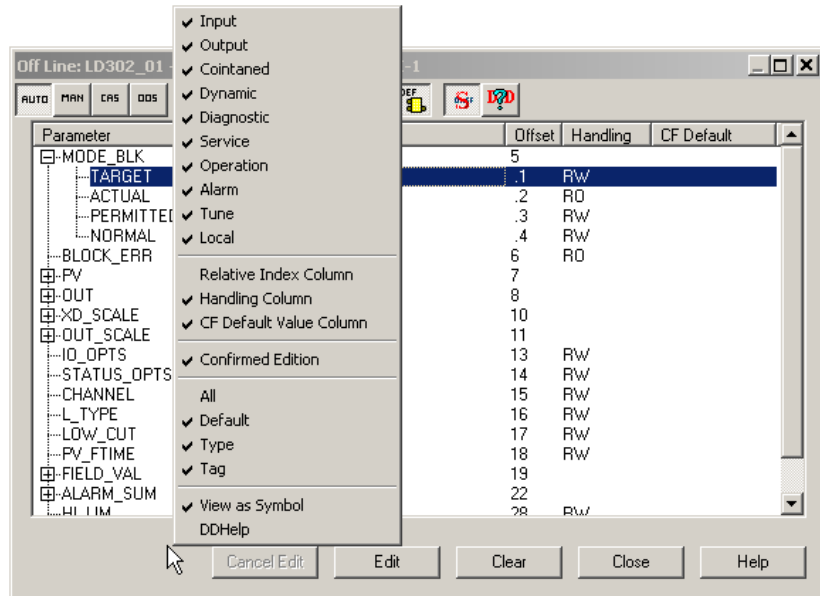 Off Line: LD302_01 - -1
AUTO MAN CAS OOS DEF
Parameter Offset Handling CF Default
MODE_BLK 5
TARGET .1 RW
ACTUAL .2 RO
PERMITTED .3 RW
NORMAL .4 RW
BLOCK_ERR 6 RO
PV 7
OUT 8
XD_SCALE 10
OUT_SCALE 11
IO_OPTS 13 RW
STATUS_OPTS 14 RW
CHANNEL 15 RW
L_TYPE 16 RW
LOW_CUT 17 RW
PV_FTIME 18 RW
FIELD_VAL 19
ALARM_SUM 22
HI_LIM 28 RW
Input
Output
Cointaned
Dynamic
Diagnostic
Service
Operation
Alarm
Tune
Local
Relative Index Column
Handling Column
CF Default Value Column
Confirmed Edition
All
Default
Type
Tag
View as Symbol
DDHelp
Cancel Edit Edit Clear Close Help